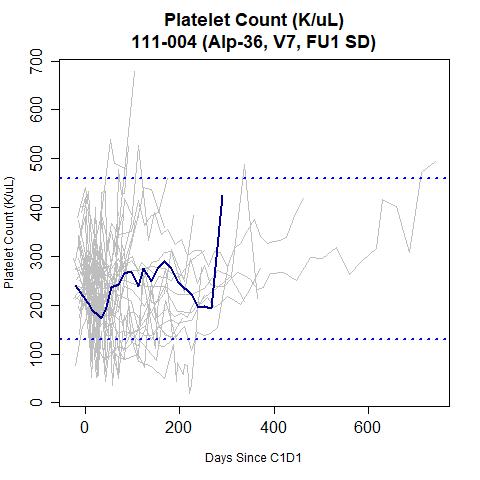 Platelet Count (K/uL)
111-004 (Alp-36, V7, FU1 SD)
Platelet Count (K/uL)
700
600
500
400
300
200
100
0
0 200 400 600
Days Since C1D1